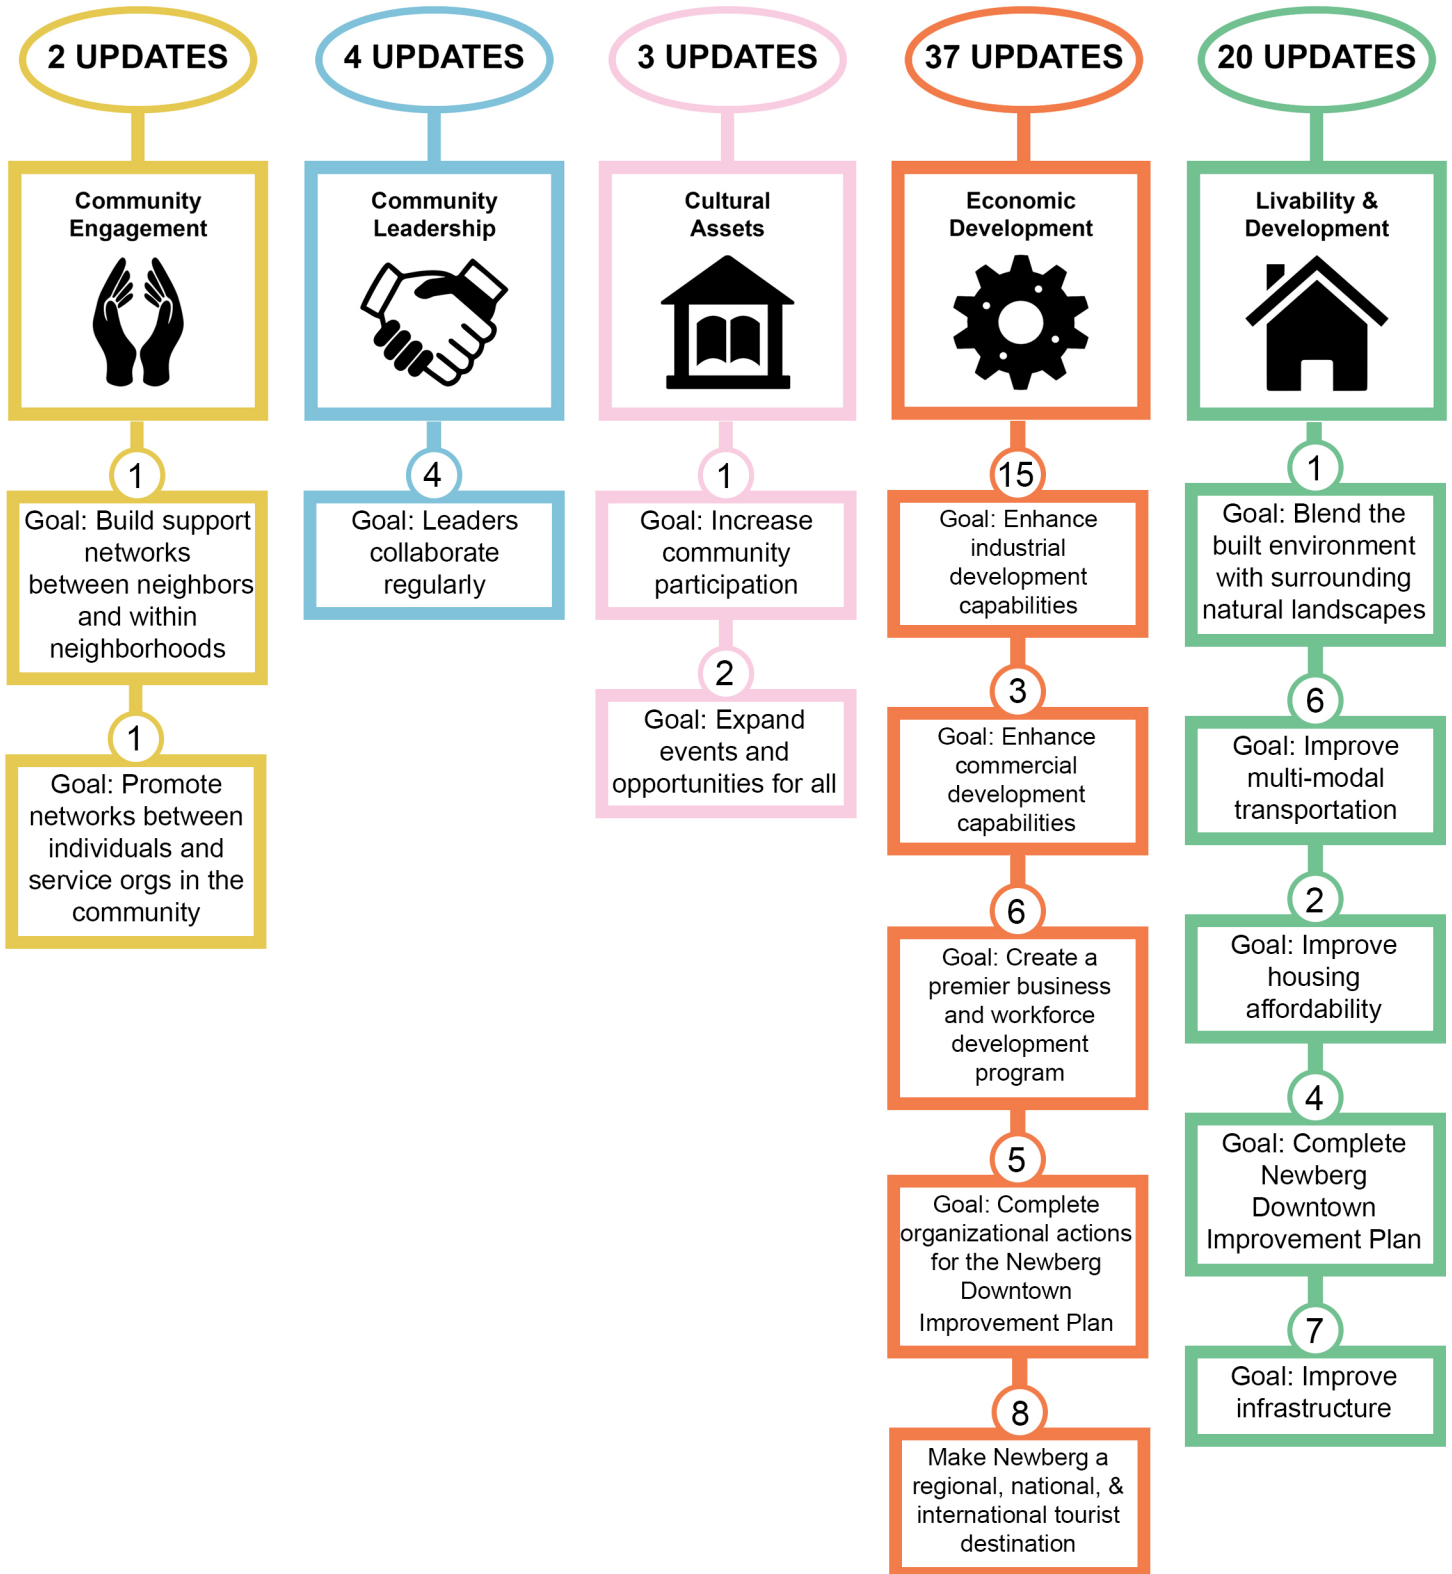 2 UPDATES
Community
Engagement
1
Goal: Build support
networks
between neighbors
and within
neighborhoods
1
Goal: Promote
networks between
individuals and
service orgs in the
community
4 UPDATES
Community
Leadership
4
Goal: Leaders
collaborate
regularly
3 UPDATES
Cultural
Assets
1
Goal: Increase
community
participation
2
Goal: Expand
events and
opportunities for all
37 UPDATES
Economic
Development
15
Goal: Enhance
industrial
development
capabilities
3
Goal: Enhance
commercial
development
capabilities
6
Goal: Create a
premier business
and workforce
development
program
5
Goal: Complete
organizational actions
for the Newberg
Downtown
Improvement Plan
8
Make Newberg a
regional, national, &
international tourist
destination
20 UPDATES
Livability &
Development
1
Goal: Blend the
built environment
with surrounding
natural landscapes
6
Goal: Improve
multi-modal
transportation
2
Goal: Improve
housing
affordability
4
Goal: Complete
Newberg
Downtown
Improvement Plan
7
Goal: Improve
infrastructure